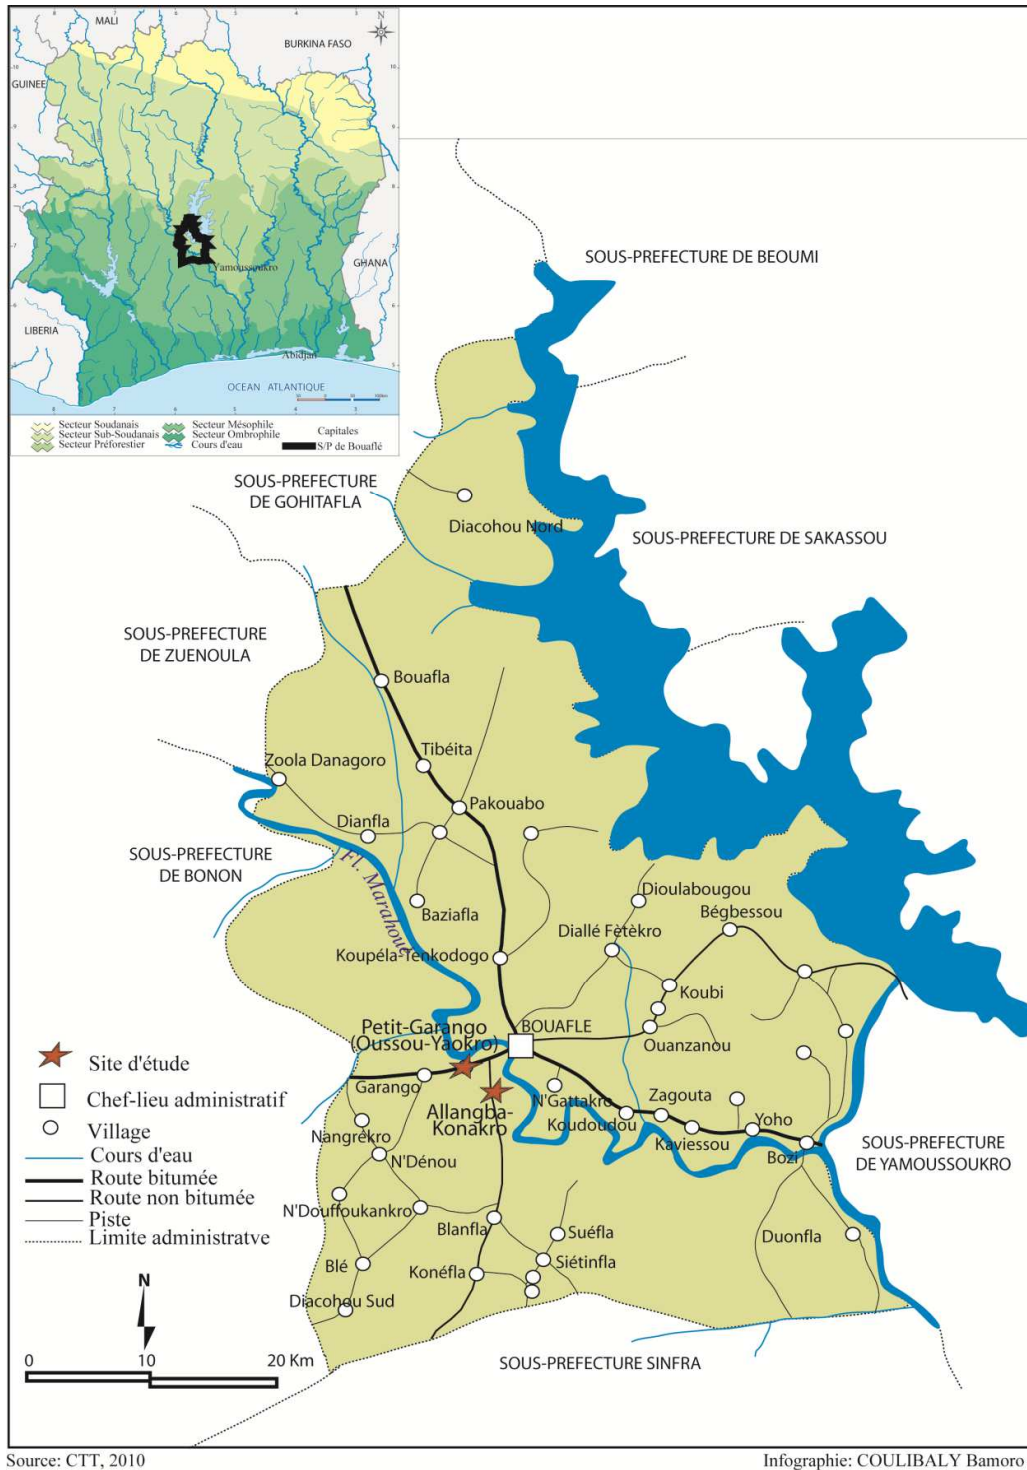 MALI
BURKINA FASO
GUINEE
GHANA
LIBERIA
Yamoussoukro
Abidjan
OCEAN ATLANTIQUE
Secteur Soudanais
Secteur Sub-Soudanais
Secteur Préforestier
Secteur Mésophile
Secteur Ombrophile
Cours d'eau
Capitales
S/P de Bouaflé
SOUS-PREFECTURE DE BEOUMI
SOUS-PREFECTURE
DE GOHITAFLA
Diacohou Nord
SOUS-PREFECTURE DE SAKASSOU
SOUS-PREFECTURE
DE ZUENOULA
Bouafla
Tibéita
Zoola Danagoro
Pakouabo
Dianfla
SOUS-PREFECTURE
DE BONON
Fl. Marahoué
Baziafla
Dioulabougou
Bégbessou
Diallé Fètèkro
Koupéla-Tenkodogo
Koubi
BOUAFLE
Ouanzanou
Petit-Garango
(Oussou-Yaokro)
Garango
Allangba-
Konakro
N'Gattakro
Koudoudou
Zagouta
Kaviessou
Yoho
Bozi
SOUS-PREFECTURE
DE YAMOUSSOUKRO
Nangrékro
N'Dénou
N'Douffoukankro
Blanfla
Suéfla
Siétinfla
Duonfla
Blé
Konéfla
Diacohou Sud
SOUS-PREFECTURE SINFRA
Site d'étude
Chef-lieu administratif
Village
Cours d'eau
Route bitumée
Route non bitumée
Piste
Limite administratve
N
0 10 20 Km
Source: CTT, 2010
Infographie: COULIBALY Bamoro